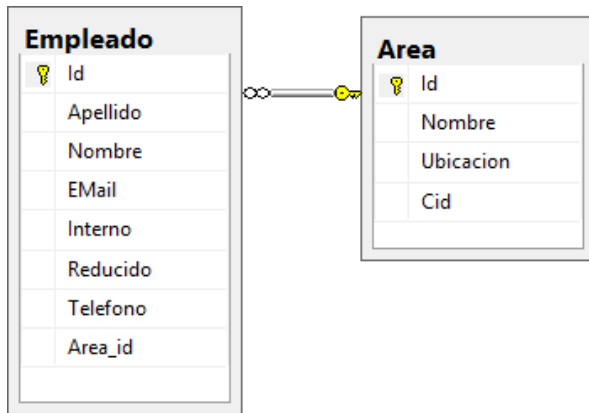 Empleado
Id
Apellido
Nombre
EMail
Interno
Reducido
Telefono
Area_id
Area
Id
Nombre
Ubicacion
Cid